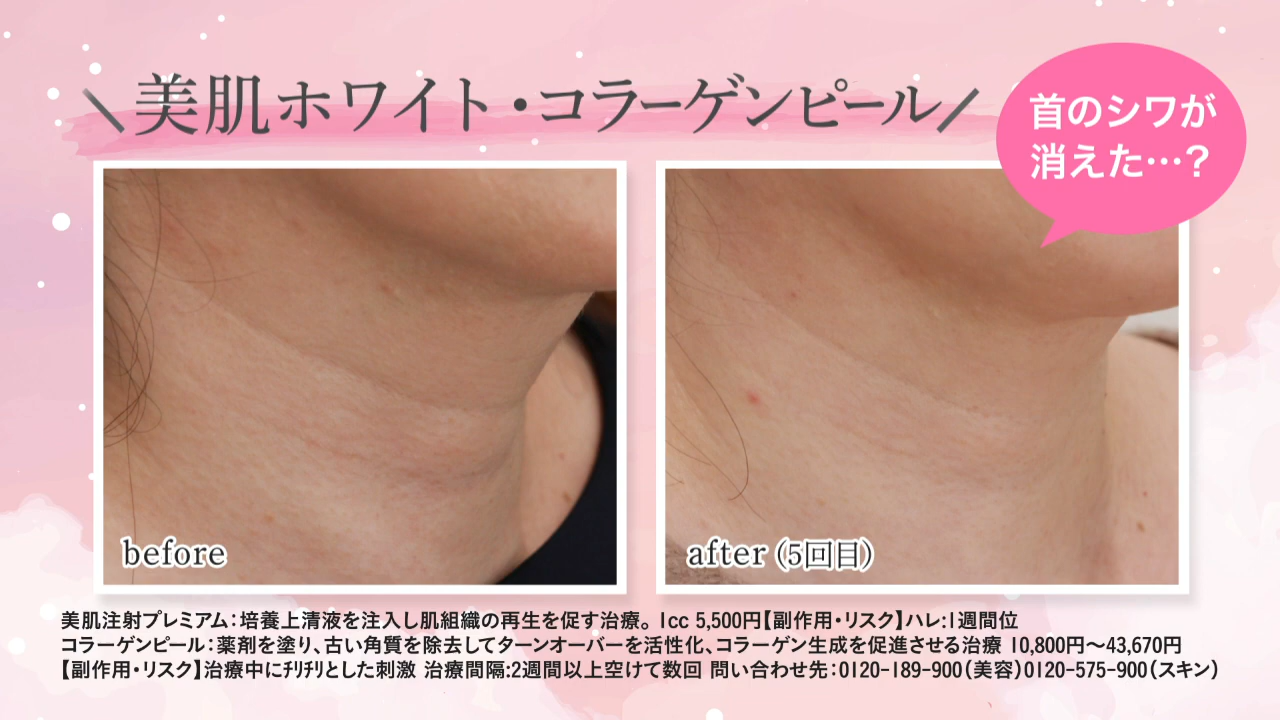 \美肌ホワイト・コラーゲンピール/
首のシワが
消えた…?
before
after(5回目)
美肌注射プレミアム:培養上清液を注入し肌組織の再生を促す治療。1cc 5,500円【副作用・リスク】ハレ:1週間位
コラーゲンピール:薬剤を塗り、古い角質を除去してターンオーバーを活性化、コラーゲン生成を促進させる治療 10,800円〜43,670円
【副作用・リスク】治療中にチリチリとした刺激 治療間隔:2週間以上空けて数回 問い合わせ先:0120-189-900(美容)0120-575-900(スキン)